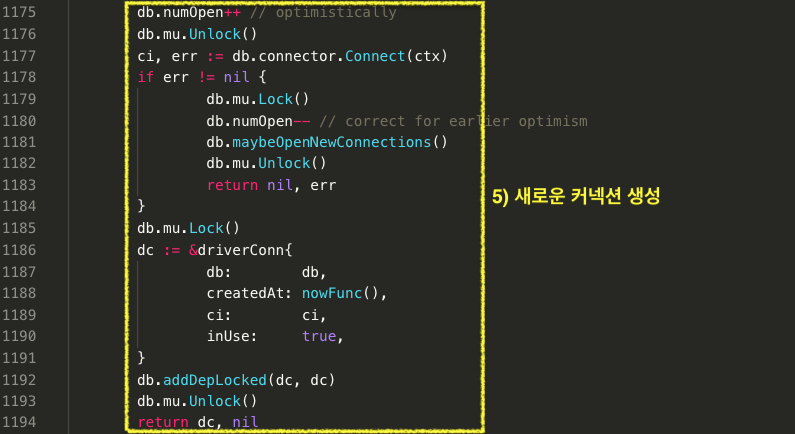 1175 db.numOpen++ // optimistically
1176 db.mu.Unlock()
1177 ci, err := db.connector.Connect(ctx)
1178 if err != nil {
1179 db.mu.Lock()
1180 db.numOpen-- // correct for earlier optimism
1181 db.maybeOpenNewConnections()
1182 db.mu.Unlock()
1183 return nil, err
5) 새로운 커넥션 생성
1184 }
1185 db.mu.Lock()
1186 dc := &driverConn{
1187 db: db,
1188 createdAt: nowFunc(),
1189 ci: ci,
1190 inUse: true,
1191 }
1192 db.addDepLocked(dc, dc)
1193 db.mu.Unlock()
1194 return dc, nil